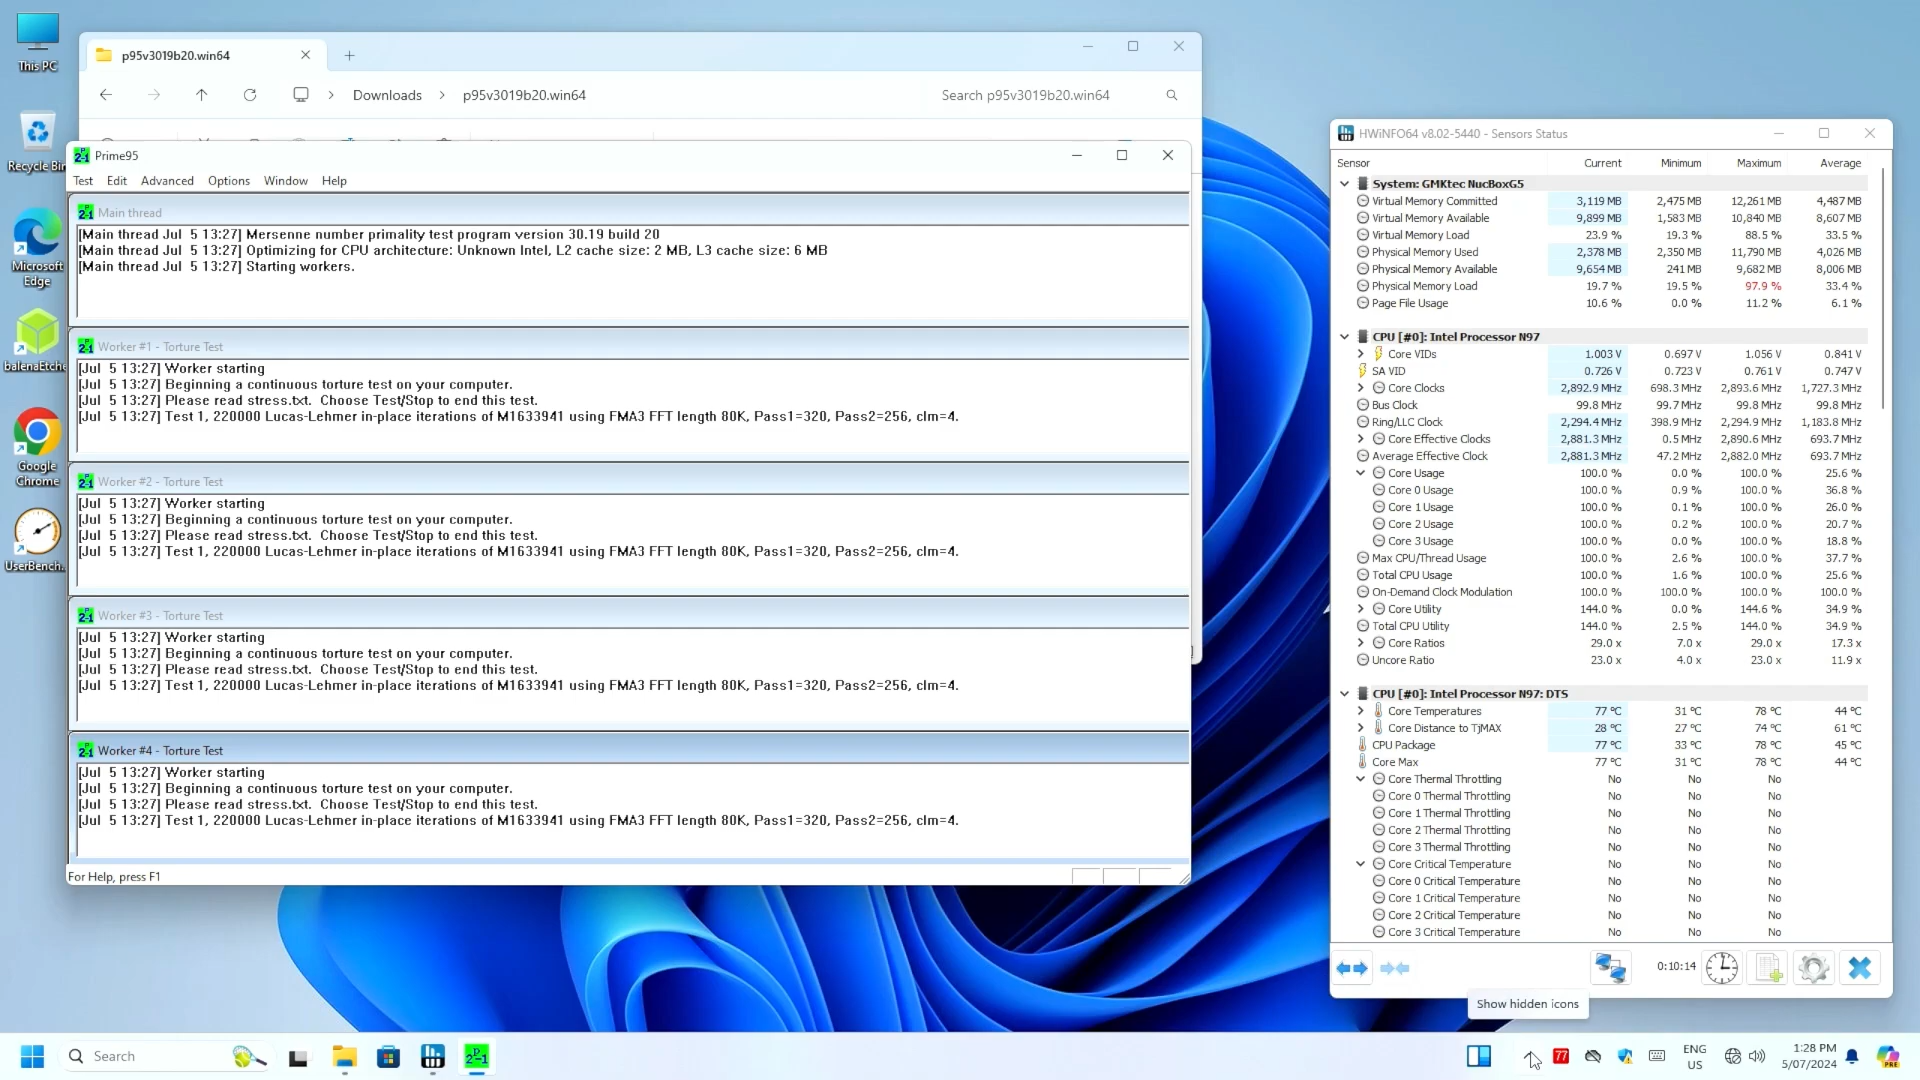 This PC
Recycle Bin
Microsoft
Edge
balenaEtche
Google
Chrome
UserBench...
p95v3019b20.win64
Downloads
p95v3019b20.win64
Search p95v3019b20.win64
Prime95
Test Edit Advanced Options Window Help
Main thread
[Main thread Jul 5 13:27] Mersenne number primality test program version 30.19 build 20
[Main thread Jul 5 13:27] Optimizing for CPU architecture: Unknown Intel, L2 cache size: 2 MB, L3 cache size: 6 MB
[Main thread Jul 5 13:27] Starting workers.
Worker #1 - Torture Test
[Jul 5 13:27] Worker starting
[Jul 5 13:27] Beginning a continuous torture test on your computer.
[Jul 5 13:27] Please read stress.txt. Choose Test/Stop to end this test.
[Jul 5 13:27] Test 1, 220000 Lucas-Lehmer in-place iterations of M1633941 using FMA3 FFT length 80K, Pass1=320, Pass2=256, clm=4.
Worker #2 - Torture Test
[Jul 5 13:27] Worker starting
[Jul 5 13:27] Beginning a continuous torture test on your computer.
[Jul 5 13:27] Please read stress.txt. Choose Test/Stop to end this test.
[Jul 5 13:27] Test 1, 220000 Lucas-Lehmer in-place iterations of M1633941 using FMA3 FFT length 80K, Pass1=320, Pass2=256, clm=4.
Worker #3 - Torture Test
[Jul 5 13:27] Worker starting
[Jul 5 13:27] Beginning a continuous torture test on your computer.
[Jul 5 13:27] Please read stress.txt. Choose Test/Stop to end this test.
[Jul 5 13:27] Test 1, 220000 Lucas-Lehmer in-place iterations of M1633941 using FMA3 FFT length 80K, Pass1=320, Pass2=256, clm=4.
Worker #4 - Torture Test
[Jul 5 13:27] Worker starting
[Jul 5 13:27] Beginning a continuous torture test on your computer.
[Jul 5 13:27] Please read stress.txt. Choose Test/Stop to end this test.
[Jul 5 13:27] Test 1, 220000 Lucas-Lehmer in-place iterations of M1633941 using FMA3 FFT length 80K, Pass1=320, Pass2=256, clm=4.
For Help, press F1
HWiNFO64 v8.02-5440 - Sensors Status
Sensor Current Minimum Maximum Average
System: GMKtec NucBoxG5
Virtual Memory Committed 3,119 MB 2,475 MB 12,261 MB 4,487 MB
Virtual Memory Available 9,899 MB 1,583 MB 10,840 MB 8,607 MB
Virtual Memory Load 23.9 % 19.3 % 88.5 % 33.5 %
Physical Memory Used 2,378 MB 2,350 MB 11,790 MB 4,026 MB
Physical Memory Available 9,654 MB 241 MB 9,682 MB 8,006 MB
Physical Memory Load 19.7 % 19.5 % 97.9 % 33.4 %
Page File Usage 10.6 % 0.0 % 11.2 % 6.1 %
CPU [#0]: Intel Processor N97
Core VIDs 1.003 V 0.697 V 1.056 V 0.841 V
SA VID 0.726 V 0.723 V 0.761 V 0.747 V
Core Clocks 2,892.9 MHz 698.3 MHz 2,893.6 MHz 1,727.3 MHz
Bus Clock 99.8 MHz 99.7 MHz 99.8 MHz 99.8 MHz
Ring/LLC Clock 2,294.4 MHz 398.9 MHz 2,294.9 MHz 1,183.8 MHz
Core Effective Clocks 2,881.3 MHz 0.5 MHz 2,890.6 MHz 693.7 MHz
Average Effective Clock 2,881.3 MHz 47.2 MHz 2,882.0 MHz 693.7 MHz
Core Usage 100.0 % 0.0 % 100.0 % 25.6 %
Core 0 Usage 100.0 % 0.9 % 100.0 % 36.8 %
Core 1 Usage 100.0 % 0.1 % 100.0 % 26.0 %
Core 2 Usage 100.0 % 0.2 % 100.0 % 20.7 %
Core 3 Usage 100.0 % 0.0 % 100.0 % 18.8 %
Max CPU/Thread Usage 100.0 % 2.6 % 100.0 % 37.7 %
Total CPU Usage 100.0 % 1.6 % 100.0 % 25.6 %
On-Demand Clock Modulation 100.0 % 100.0 % 100.0 % 100.0 %
Core Utility 144.0 % 0.0 % 144.6 % 34.9 %
Total CPU Utility 144.0 % 2.5 % 144.0 % 34.9 %
Core Ratios 29.0 x 7.0 x 29.0 x 17.3 x
Uncore Ratio 23.0 x 4.0 x 23.0 x 11.9 x
CPU [#0]: Intel Processor N97: DTS
Core Temperatures 77 °C 31 °C 78 °C 44 °C
Core Distance to TjMAX 28 °C 27 °C 74 °C 61 °C
CPU Package 77 °C 33 °C 78 °C 45 °C
Core Max 77 °C 31 °C 78 °C 44 °C
Core Thermal Throttling No No No
Core 0 Thermal Throttling No No No
Core 1 Thermal Throttling No No No
Core 2 Thermal Throttling No No No
Core 3 Thermal Throttling No No No
Core Critical Temperature No No No
Core 0 Critical Temperature No No No
Core 1 Critical Temperature No No No
Core 2 Critical Temperature No No No
Core 3 Critical Temperature No No No
0:10:14
Show hidden icons
Search
77
ENG
US
1:28 PM
5/07/2024
PRE